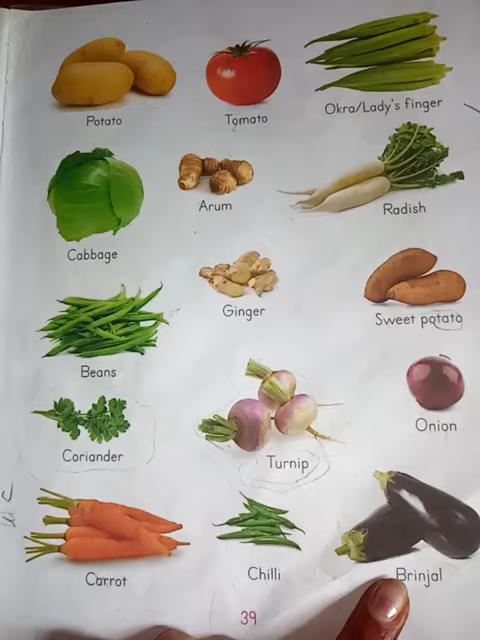 Potato
Tomato
Okra/Lady's finger
Cabbage
Arum
Radish
Ginger
Sweet potato
Beans
Onion
Coriander
Turnip
Carrot
Chilli
Brinjal
39